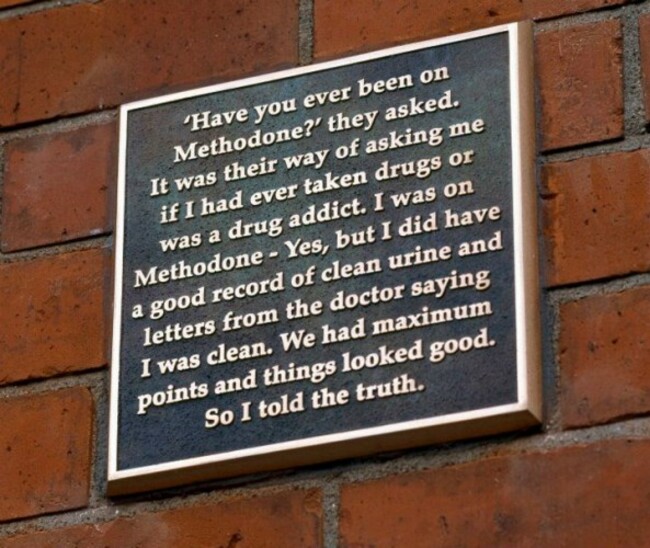 ‘Have you ever been on
Methodone?’ they asked.
It was their way of asking me
if I had ever taken drugs or
was a drug addict. I was on
Methodone - Yes, but I did have
a good record of clean urine and
letters from the doctor saying
I was clean. We had maximum
points and things looked good.
So I told the truth.